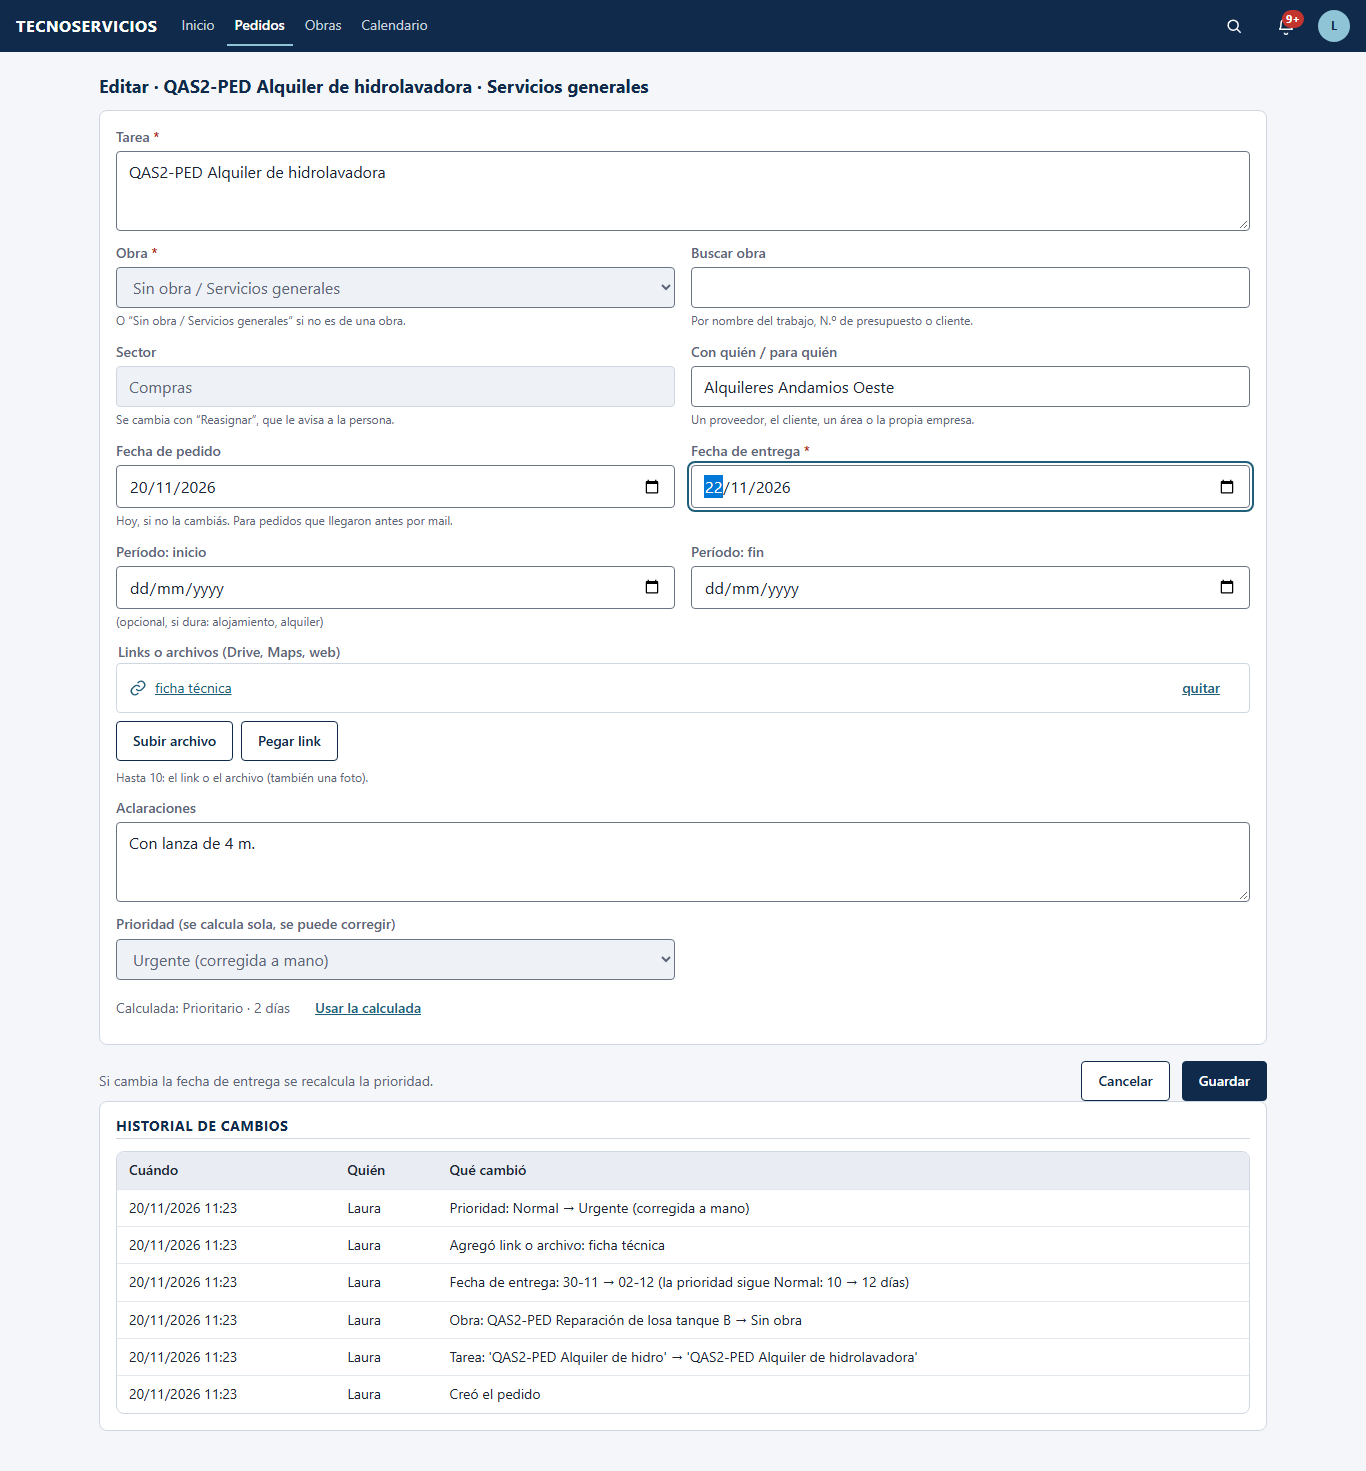 TECNOSERVICIOS Inicio Pedidos Obras Calendario 9+ L
Editar · QAS2-PED Alquiler de hidrolavadora · Servicios generales
Tarea *
QAS2-PED Alquiler de hidrolavadora
Obra * Buscar obra
Sin obra / Servicios generales
O “Sin obra / Servicios generales” si no es de una obra. Por nombre del trabajo, N.º de presupuesto o cliente.
Sector Con quién / para quién
Compras Alquileres Andamios Oeste
Se cambia con “Reasignar”, que le avisa a la persona. Un proveedor, el cliente, un área o la propia empresa.
Fecha de pedido Fecha de entrega *
20/11/2026 22/11/2026
Hoy, si no la cambiás. Para pedidos que llegaron antes por mail.
Período: inicio Período: fin
dd/mm/yyyy dd/mm/yyyy
(opcional, si dura: alojamiento, alquiler)
Links o archivos (Drive, Maps, web)
ficha técnica quitar
Subir archivo Pegar link
Hasta 10: el link o el archivo (también una foto).
Aclaraciones
Con lanza de 4 m.
Prioridad (se calcula sola, se puede corregir)
Urgente (corregida a mano)
Calculada: Prioritario · 2 días Usar la calculada
Si cambia la fecha de entrega se recalcula la prioridad. Cancelar Guardar
HISTORIAL DE CAMBIOS
Cuándo Quién Qué cambió
20/11/2026 11:23 Laura Prioridad: Normal → Urgente (corregida a mano)
20/11/2026 11:23 Laura Agregó link o archivo: ficha técnica
20/11/2026 11:23 Laura Fecha de entrega: 30-11 → 02-12 (la prioridad sigue Normal: 10 → 12 días)
20/11/2026 11:23 Laura Obra: QAS2-PED Reparación de losa tanque B → Sin obra
20/11/2026 11:23 Laura Tarea: 'QAS2-PED Alquiler de hidro' → 'QAS2-PED Alquiler de hidrolavadora'
20/11/2026 11:23 Laura Creó el pedido